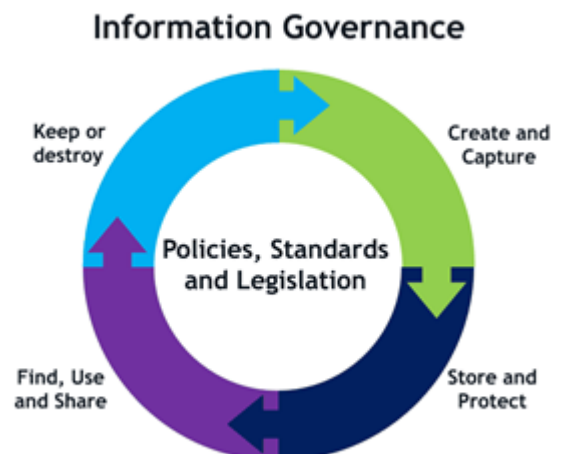 Information Governance
Keep or
destroy
Create and
Capture
Policies, Standards
and Legislation
Find, Use
and Share
Store and
Protect